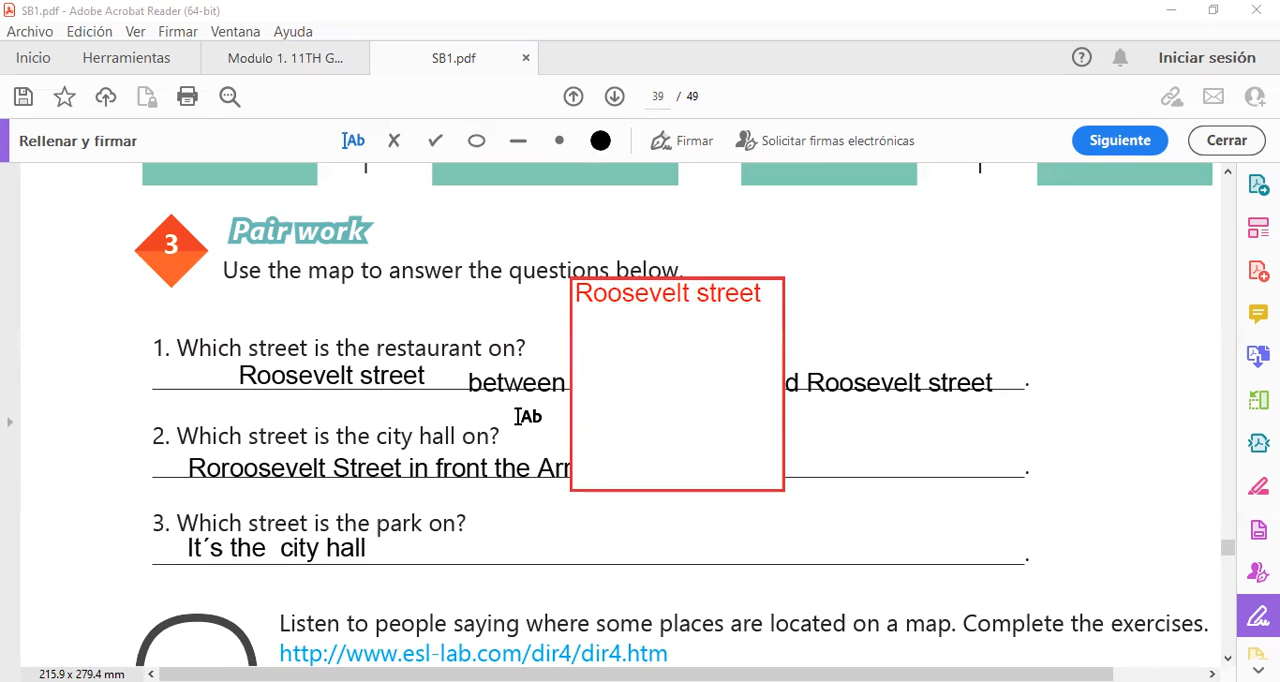 SB1.pdf - Adobe Acrobat Reader (64-bit)
Archivo Edición Ver Firmar Ventana Ayuda
Inicio Herramientas Modulo 1. 11TH G... SB1.pdf × Iniciar sesión
39 / 49
Rellenar y firmar Ab Firmar Solicitar firmas electrónicas Siguiente Cerrar
3 Pair work
Use the map to answer the questions below.
Roosevelt street
1. Which street is the restaurant on?
Roosevelt street between d Roosevelt street .
Ab
2. Which street is the city hall on?
Roroosevelt Street in front the .
3. Which street is the park on?
It´s the city hall .
Listen to people saying where some places are located on a map. Complete the exercises.
http://www.esl-lab.com/dir4/dir4.htm
215.9 x 279.4 mm